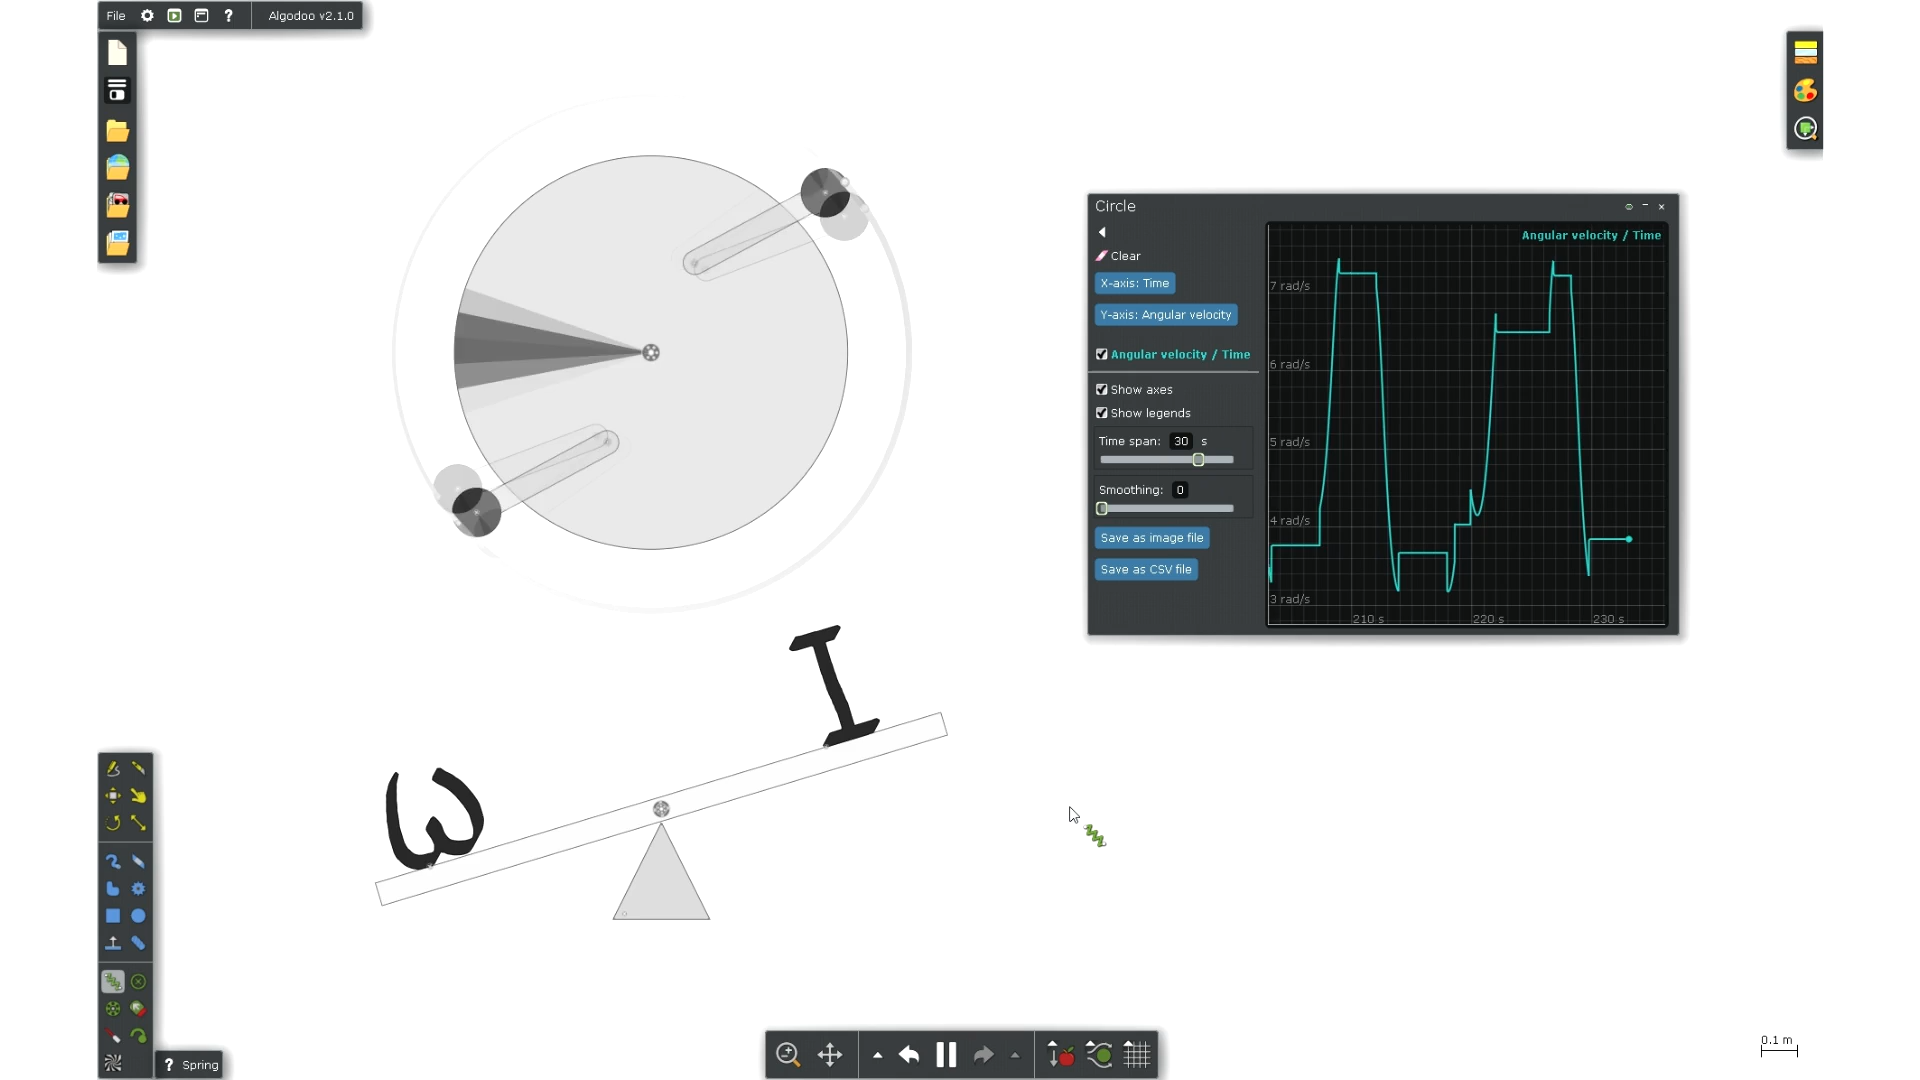 File ? Algodoo v2.1.0
Circle
Clear
X-axis: Time
Y-axis: Angular velocity
Angular velocity / Time
Show axes
Show legends
Time span: 30 s
Smoothing: 0
Save as image file
Save as CSV file
Angular velocity / Time
7 rad/s
6 rad/s
5 rad/s
4 rad/s
3 rad/s
210 s 220 s 230 s
I
ω
? Spring
0.1 m